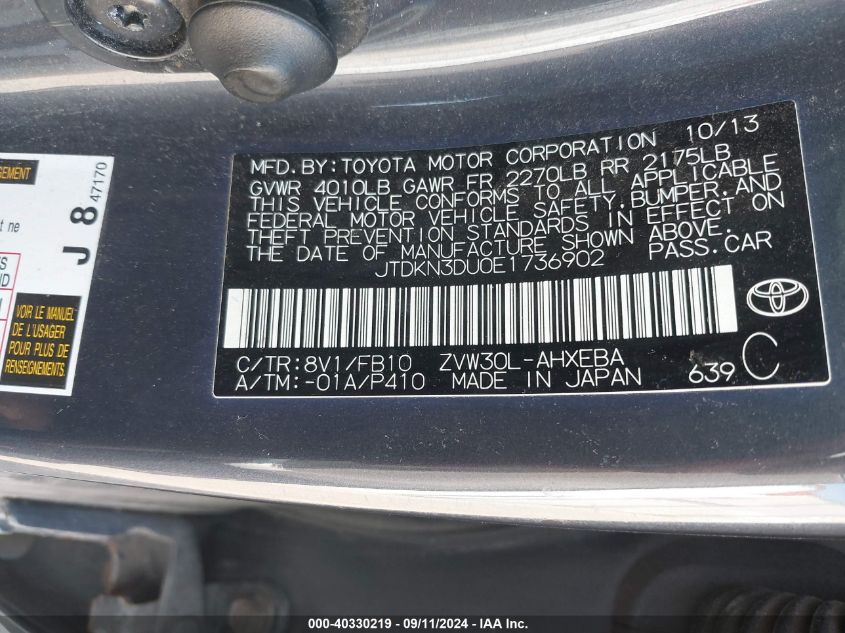 GEMENT
47170
J 8
t ne
S
ND
VOIR LE MANUEL
DE L'USAGER
POUR PLUS DE
RENSEIGNEMENTS.
10/13
MFD.BY:TOYOTA MOTOR CORPORATION
GVWR 4010LB GAWR FR 2270LB RR 2175LB
THIS VEHICLE CONFORMS TO ALL APPLICABLE
FEDERAL MOTOR VEHICLE SAFETY,BUMPER,AND
THEFT PREVENTION STANDARDS IN EFFECT ON
THE DATE OF MANUFACTURE SHOWN ABOVE.
JTDKN3DU0E1736902 PASS.CAR
C/TR:8V1/FB10 ZVW30L-AHXEBA
A/TM:-01A/P410 MADE IN JAPAN 639 C
000-40330219 - 09/11/2024 - IAA Inc.